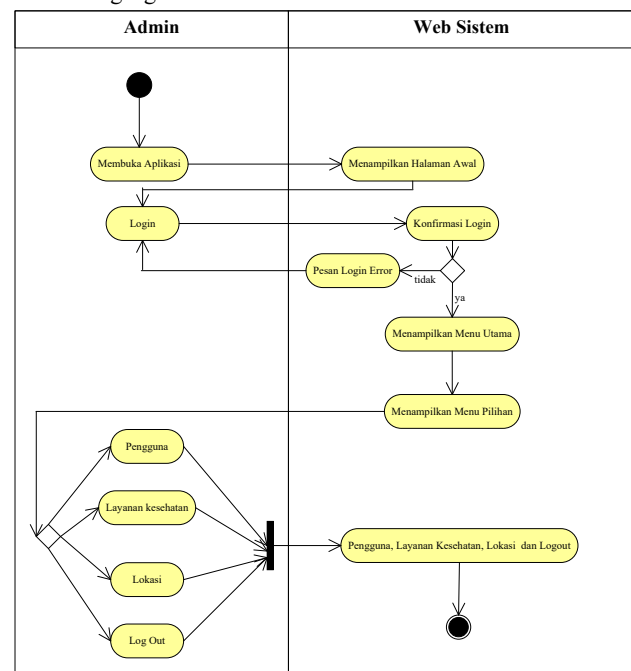 Admin
Web Sistem
Membuka Aplikasi
Menampilkan Halaman Awal
Login
Konfirmasi Login
Pesan Login Error
tidak
ya
Menampilkan Menu Utama
Menampilkan Menu Pilihan
Pengguna
Layanan kesehatan
Pengguna, Layanan Kesehatan, Lokasi dan Logout
Lokasi
Log Out